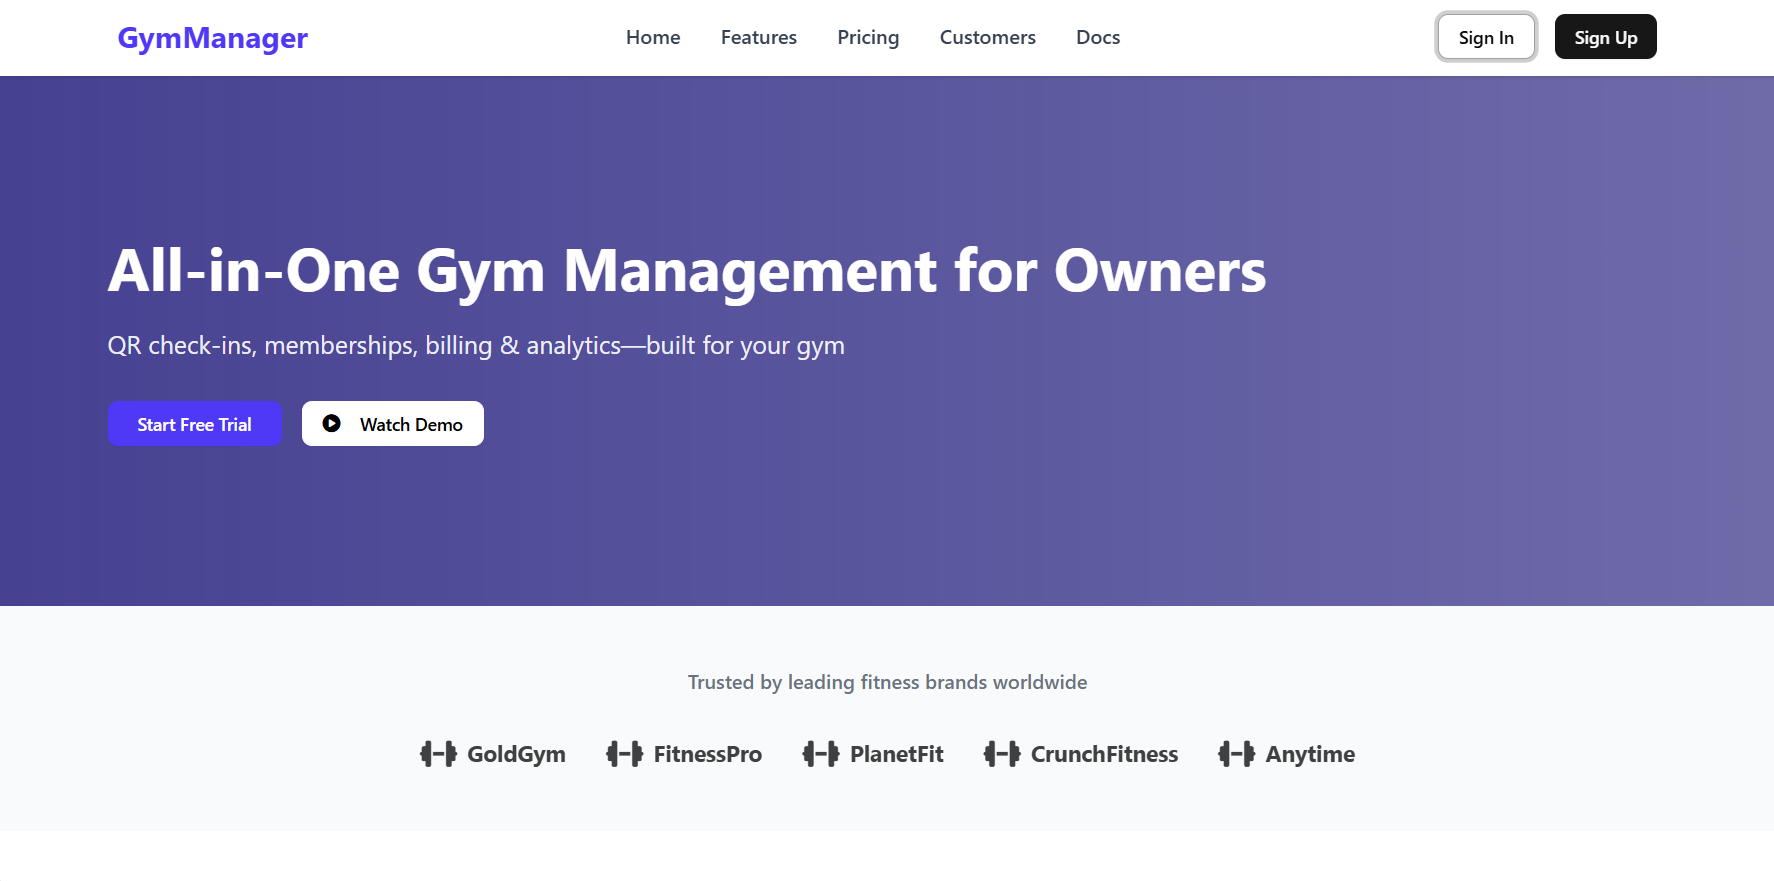 GymManager Home Features Pricing Customers Docs Sign In Sign Up
All-in-One Gym Management for Owners
QR check-ins, memberships, billing & analytics—built for your gym
Start Free Trial Watch Demo
Trusted by leading fitness brands worldwide
GoldGym FitnessPro PlanetFit CrunchFitness Anytime